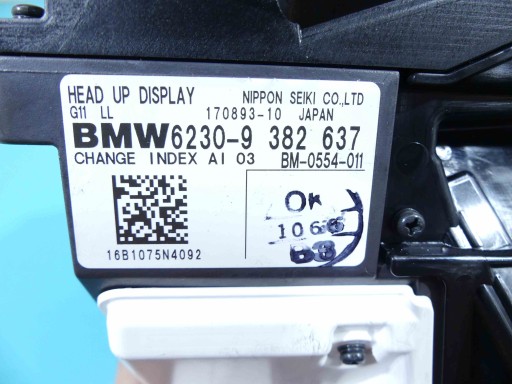 HEAD UP DISPLAY NIPPON SEIKI CO.,LTD
G11 LL 170893-10 JAPAN
BMW 6230-9 382 637
CHANGE INDEX AI 03 BM-0554-011
OK
16B1075N4092